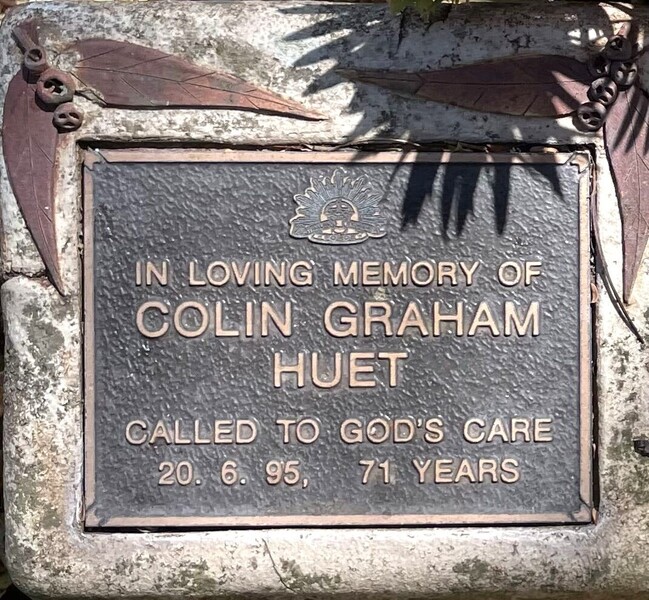 IN LOVING MEMORY OF
COLIN GRAHAM
HUET
CALLED TO GOD'S CARE
20. 6. 95, 71 YEARS